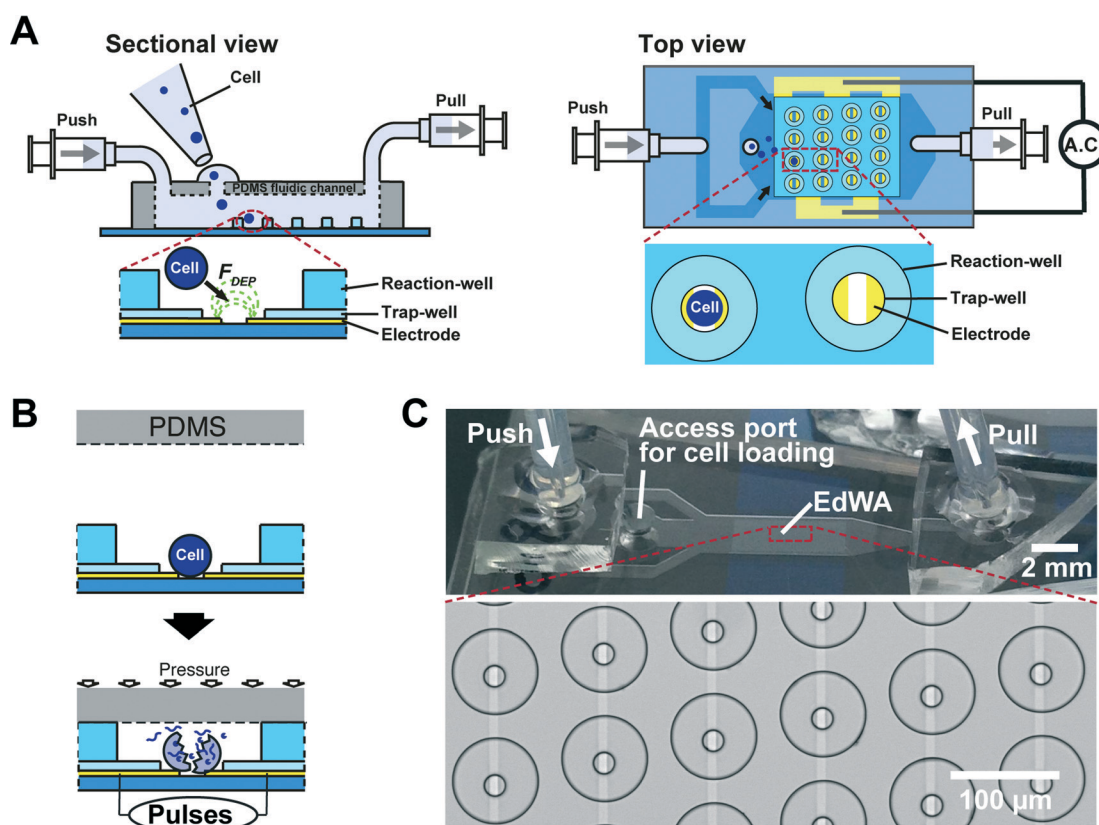 A
Sectional view
Cell
Push
Pull
PDMS fluidic channel
Cell
F DEP
Reaction-well
Trap-well
Electrode
Top view
Push
Pull
A.C
Cell
Reaction-well
Trap-well
Electrode
B
PDMS
Cell
Pressure
Pulses
C
Push
Access port
for cell loading
Pull
EdWA
2 mm
100 µm